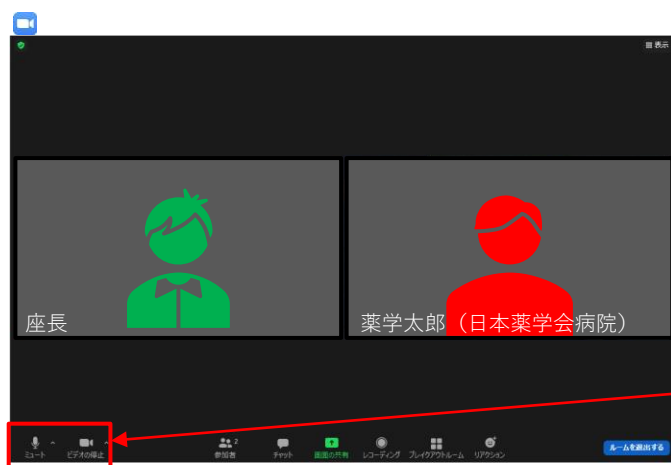 表示
座長
薬学太郎（日本薬学会病院）
ミュート
ビデオの停止
2
参加者
チャット
画面の共有
レコーディング
ブレイクアウトルーム
リアクション
ルームを退出する